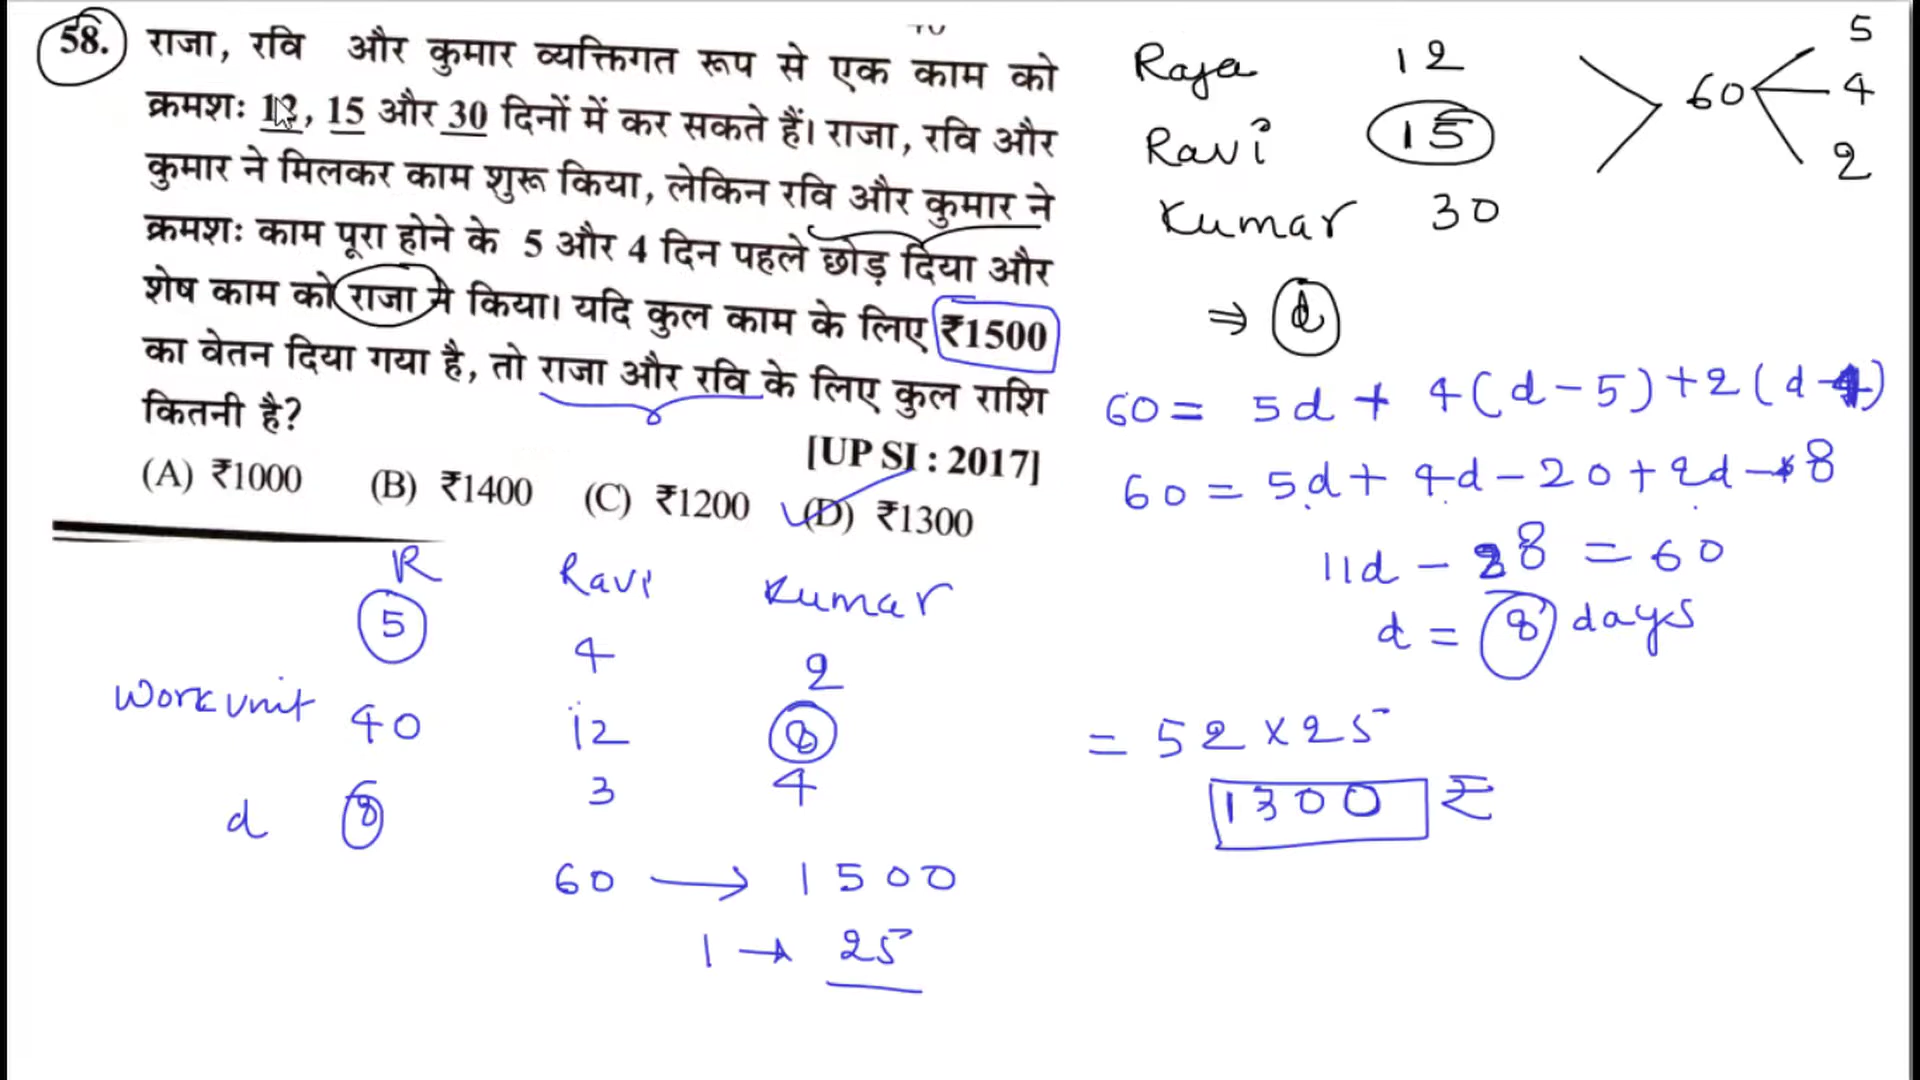 58. राजा, रवि और कुमार व्यक्तिगत रूप से एक काम को
क्रमशः 12, 15 और 30 दिनों में कर सकते हैं। राजा, रवि और
कुमार ने मिलकर काम शुरू किया, लेकिन रवि और कुमार ने
क्रमशः काम पूरा होने के 5 और 4 दिन पहले छोड़ दिया और
शेष काम को राजा ने किया। यदि कुल काम के लिए ₹1500
का वेतन दिया गया है, तो राजा और रवि के लिए कुल राशि
कितनी है?
[UP SI : 2017]
(A) ₹1000 (B) ₹1400 (C) ₹1200 (D) ₹1300
R Ravi Kumar
5 4 2
Work unit 40 12 8
d 8 3 4
60 → 1500
1 → 25
Raja 12
Ravi 15
Kumar 30
60
5
4
2
⇒ d
60 = 5d + 4(d-5)+2(d-4)
60 = 5d + 4d - 20 + 2d - 8
11d - 28 = 60
d = 8 days
= 52 × 25
1300 ₹